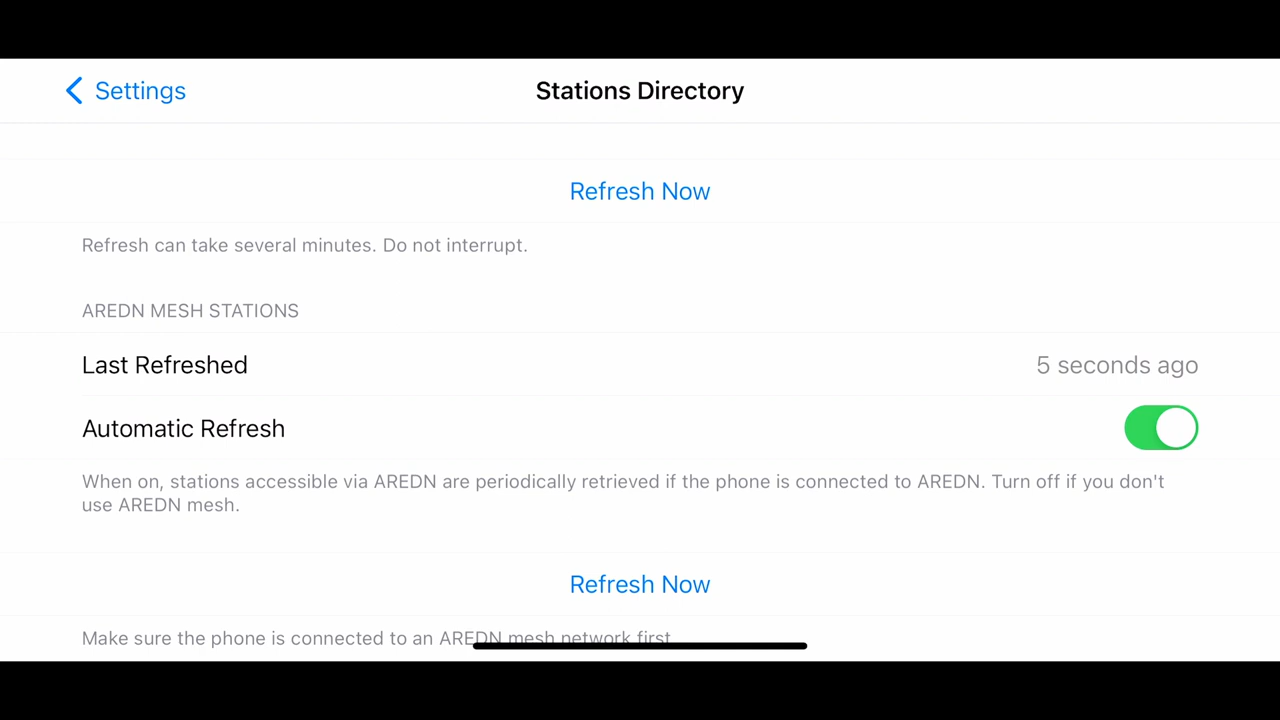 Settings
Stations Directory
Refresh Now
Refresh can take several minutes. Do not interrupt.
AREDN MESH STATIONS
Last Refreshed
5 seconds ago
Automatic Refresh
When on, stations accessible via AREDN are periodically retrieved if the phone is connected to AREDN. Turn off if you don't
use AREDN mesh.
Refresh Now
Make sure the phone is connected to an AREDN mesh network first